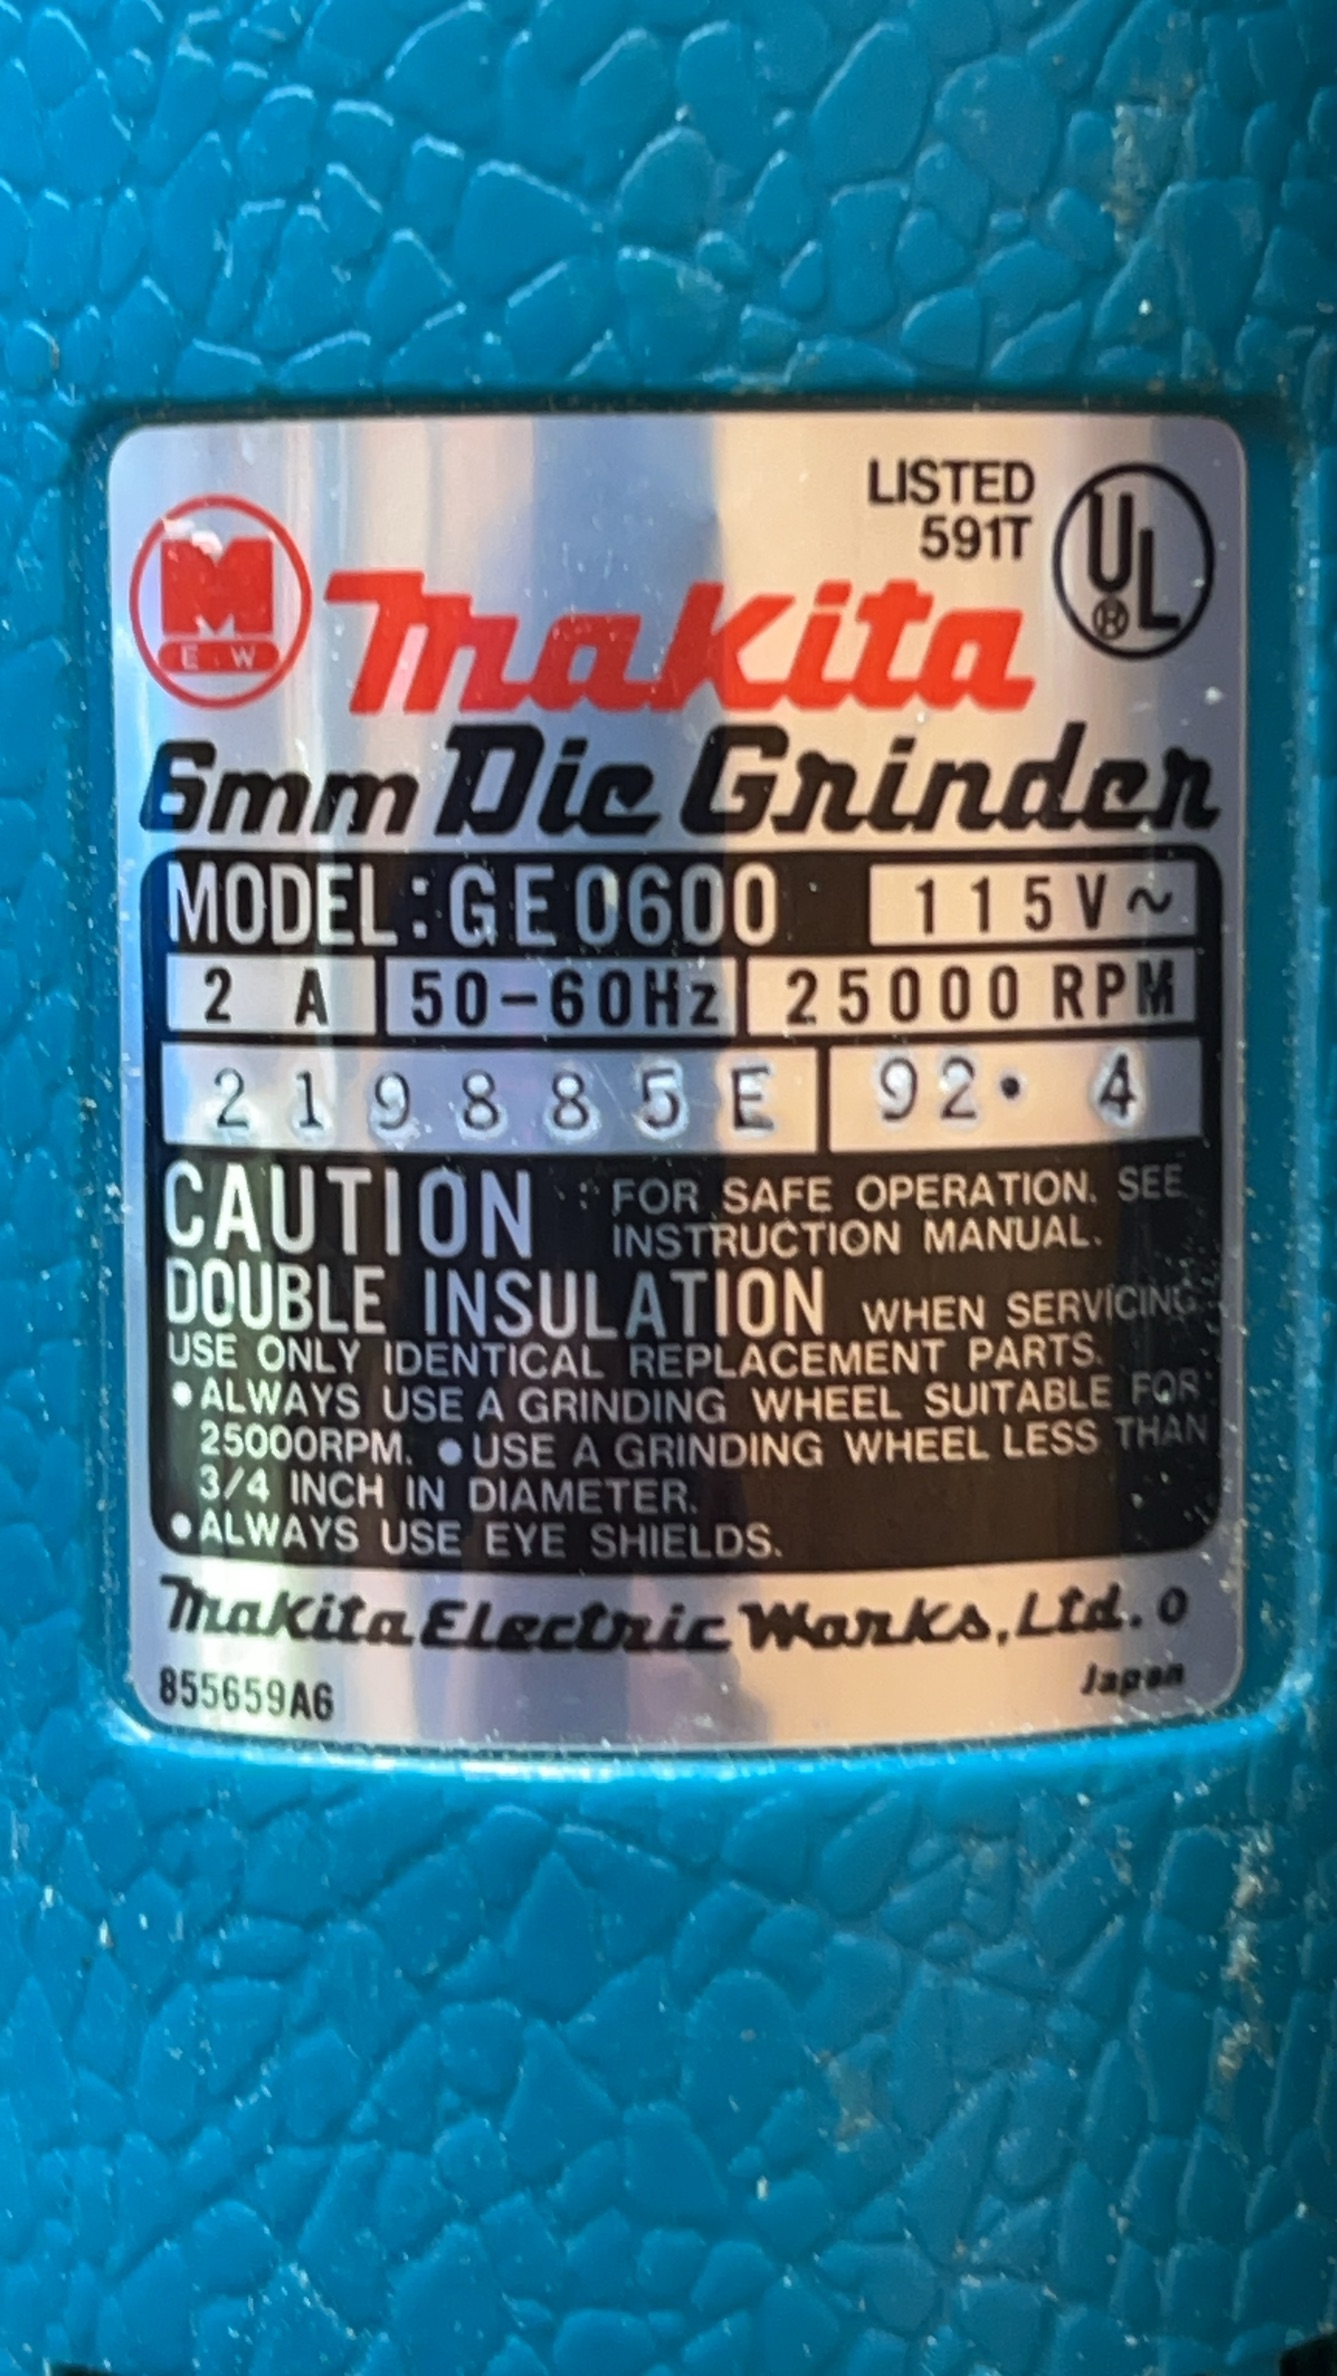 LISTED
591T
UL
®
M
E.W
Makita
6mm Die Grinder
MODEL:GE0600 115V~
2 A 50-60Hz 25000 RPM
219885E 92. 4
CAUTION : FOR SAFE OPERATION. SEE
INSTRUCTION MANUAL.
DOUBLE INSULATION WHEN SERVICING
USE ONLY IDENTICAL REPLACEMENT PARTS.
•ALWAYS USE A GRINDING WHEEL SUITABLE FOR
25000RPM. •USE A GRINDING WHEEL LESS THAN
3/4 INCH IN DIAMETER.
•ALWAYS USE EYE SHIELDS.
Makita Electric Works, Ltd. O
855659A6 Japan